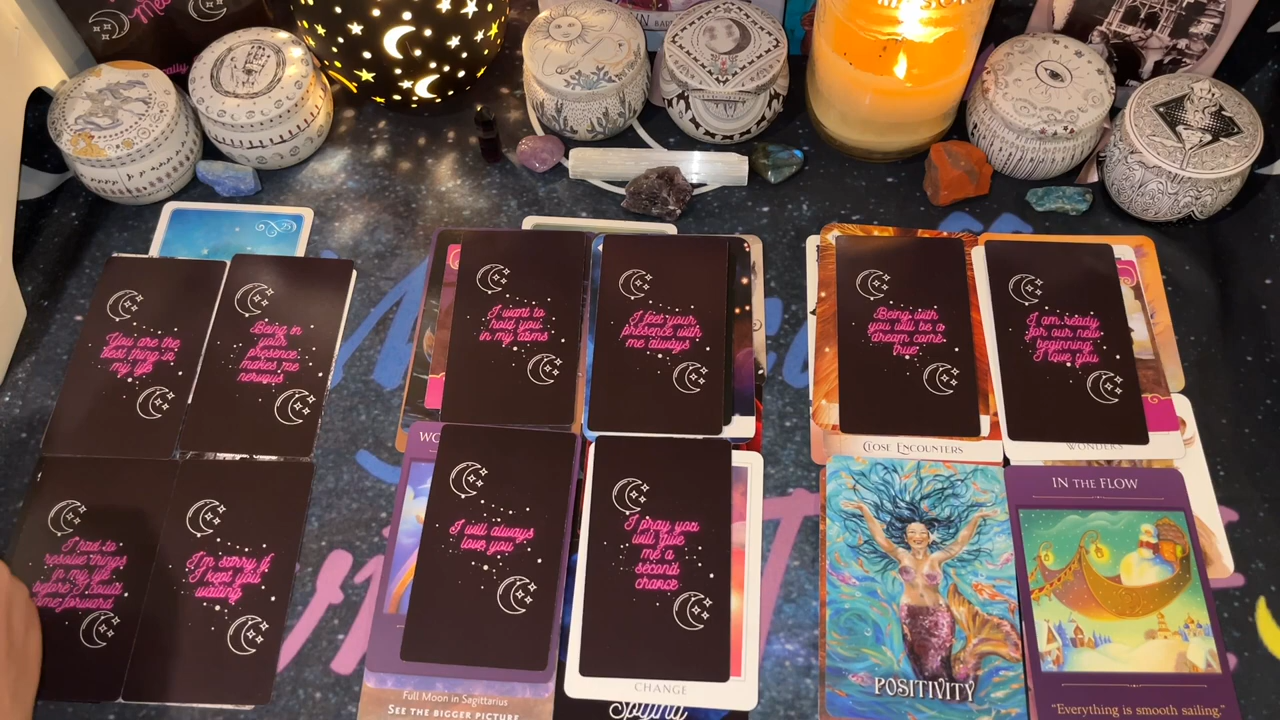 25
You are the
best thing in
my life
Being in
your
presence
makes me
nervous
I had to
resolve things
in my life
before I could
come forward
I'm sorry if
I kept you
waiting
I want to
hold you
in my arms
I feel your
presence with
me always
I will always
love you
I pray you
will give
me a
second
chance
WO
Full Moon in Sagittarius
SEE THE BIGGER PICTURE
CHANGE
Being with
you will be a
dream come
true
I am ready
for our new
beginning
I love you
CLOSE ENCOUNTERS
WONDERS
POSITIVITY
IN THE FLOW
"Everything is smooth sailing,"